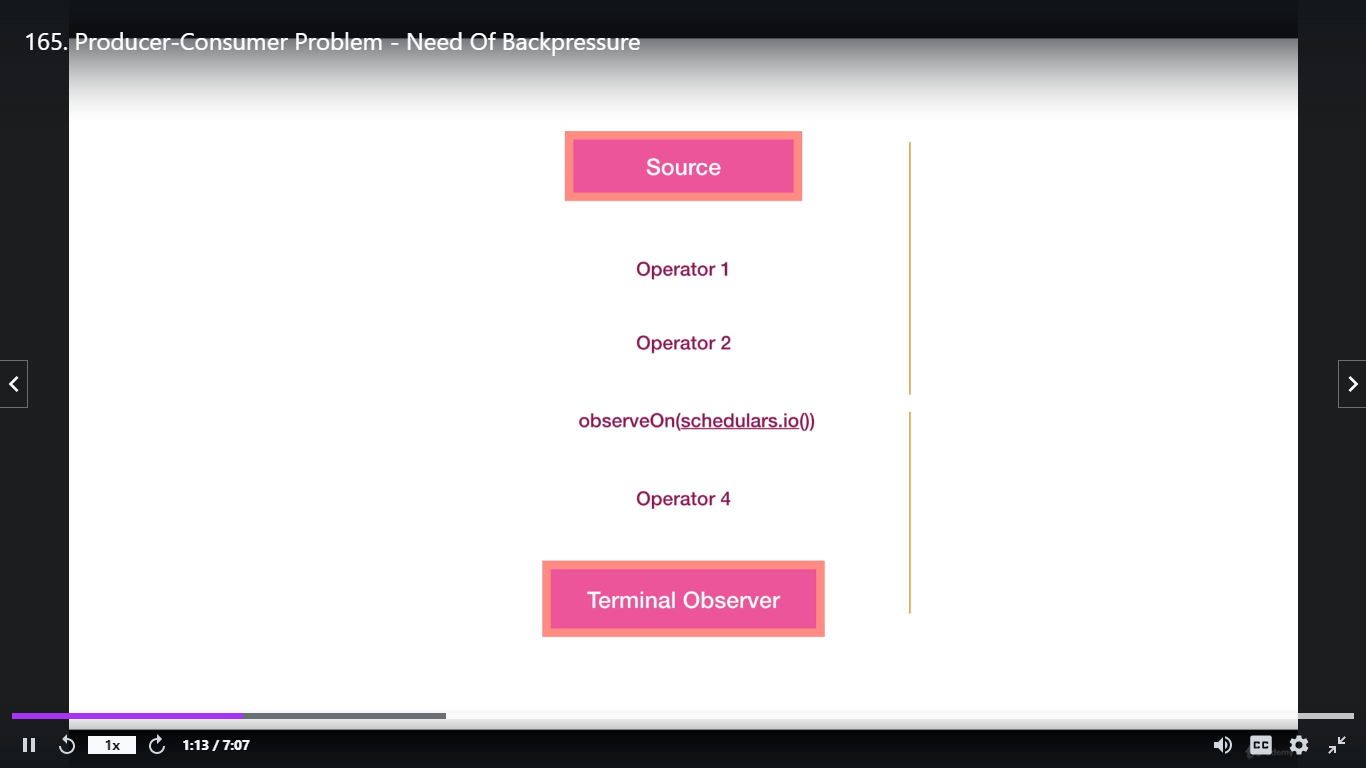 165. Producer-Consumer Problem - Need Of Backpressure
Source
Operator 1
Operator 2
observeOn(schedulars.io())
Operator 4
Terminal Observer
1x
1:13 / 7:07
CC